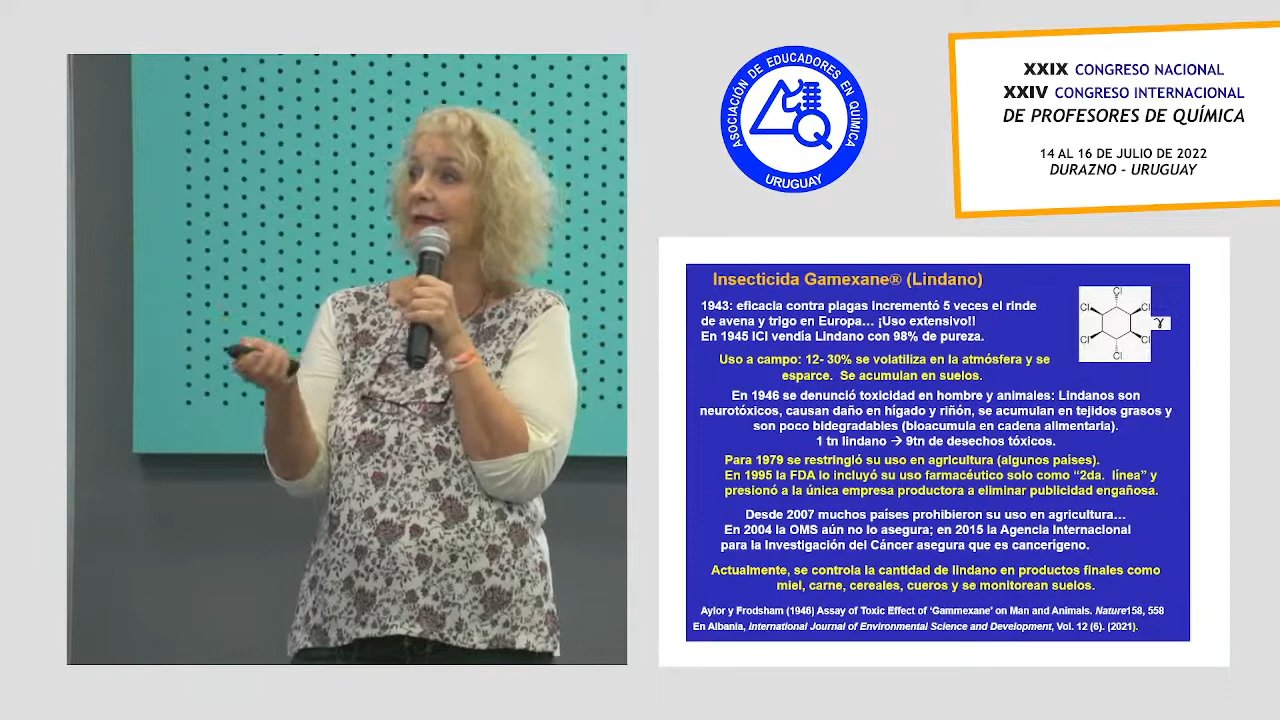 ASOCIACIÓN DE EDUCADORES EN QUÍMICA
URUGUAY
XXIX CONGRESO NACIONAL
XXIV CONGRESO INTERNACIONAL
DE PROFESORES DE QUÍMICA
14 AL 16 DE JULIO DE 2022
DURAZNO - URUGUAY
Insecticida Gamexane® (Lindano)
1943: eficacia contra plagas incrementó 5 veces el rinde
de avena y trigo en Europa... ¡Uso extensivo!!
En 1945 ICI vendía Lindano con 98% de pureza.
Cl
Cl
Cl
Cl
Cl
Cl
γ
Uso a campo: 12- 30% se volatiliza en la atmósfera y se
esparce. Se acumulan en suelos.
En 1946 se denunció toxicidad en hombre y animales: Lindanos son
neurotóxicos, causan daño en hígado y riñón, se acumulan en tejidos grasos y
son poco bidegradables (bioacumula en cadena alimentaria).
1 tn lindano → 9tn de desechos tóxicos.
Para 1979 se restringió su uso en agricultura (algunos países).
En 1995 la FDA lo incluyó su uso farmacéutico solo como “2da. línea” y
presionó a la única empresa productora a eliminar publicidad engañosa.
Desde 2007 muchos países prohibieron su uso en agricultura...
En 2004 la OMS aún no lo asegura; en 2015 la Agencia Internacional
para la Investigación del Cáncer asegura que es cancerígeno.
Actualmente, se controla la cantidad de lindano en productos finales como
miel, carne, cereales, cueros y se monitorean suelos.
Aylor y Frodsham (1946) Assay of Toxic Effect of ‘Gammexane’ on Man and Animals. Nature158, 558
En Albania, International Journal of Environmental Science and Development, Vol. 12 (6). (2021).